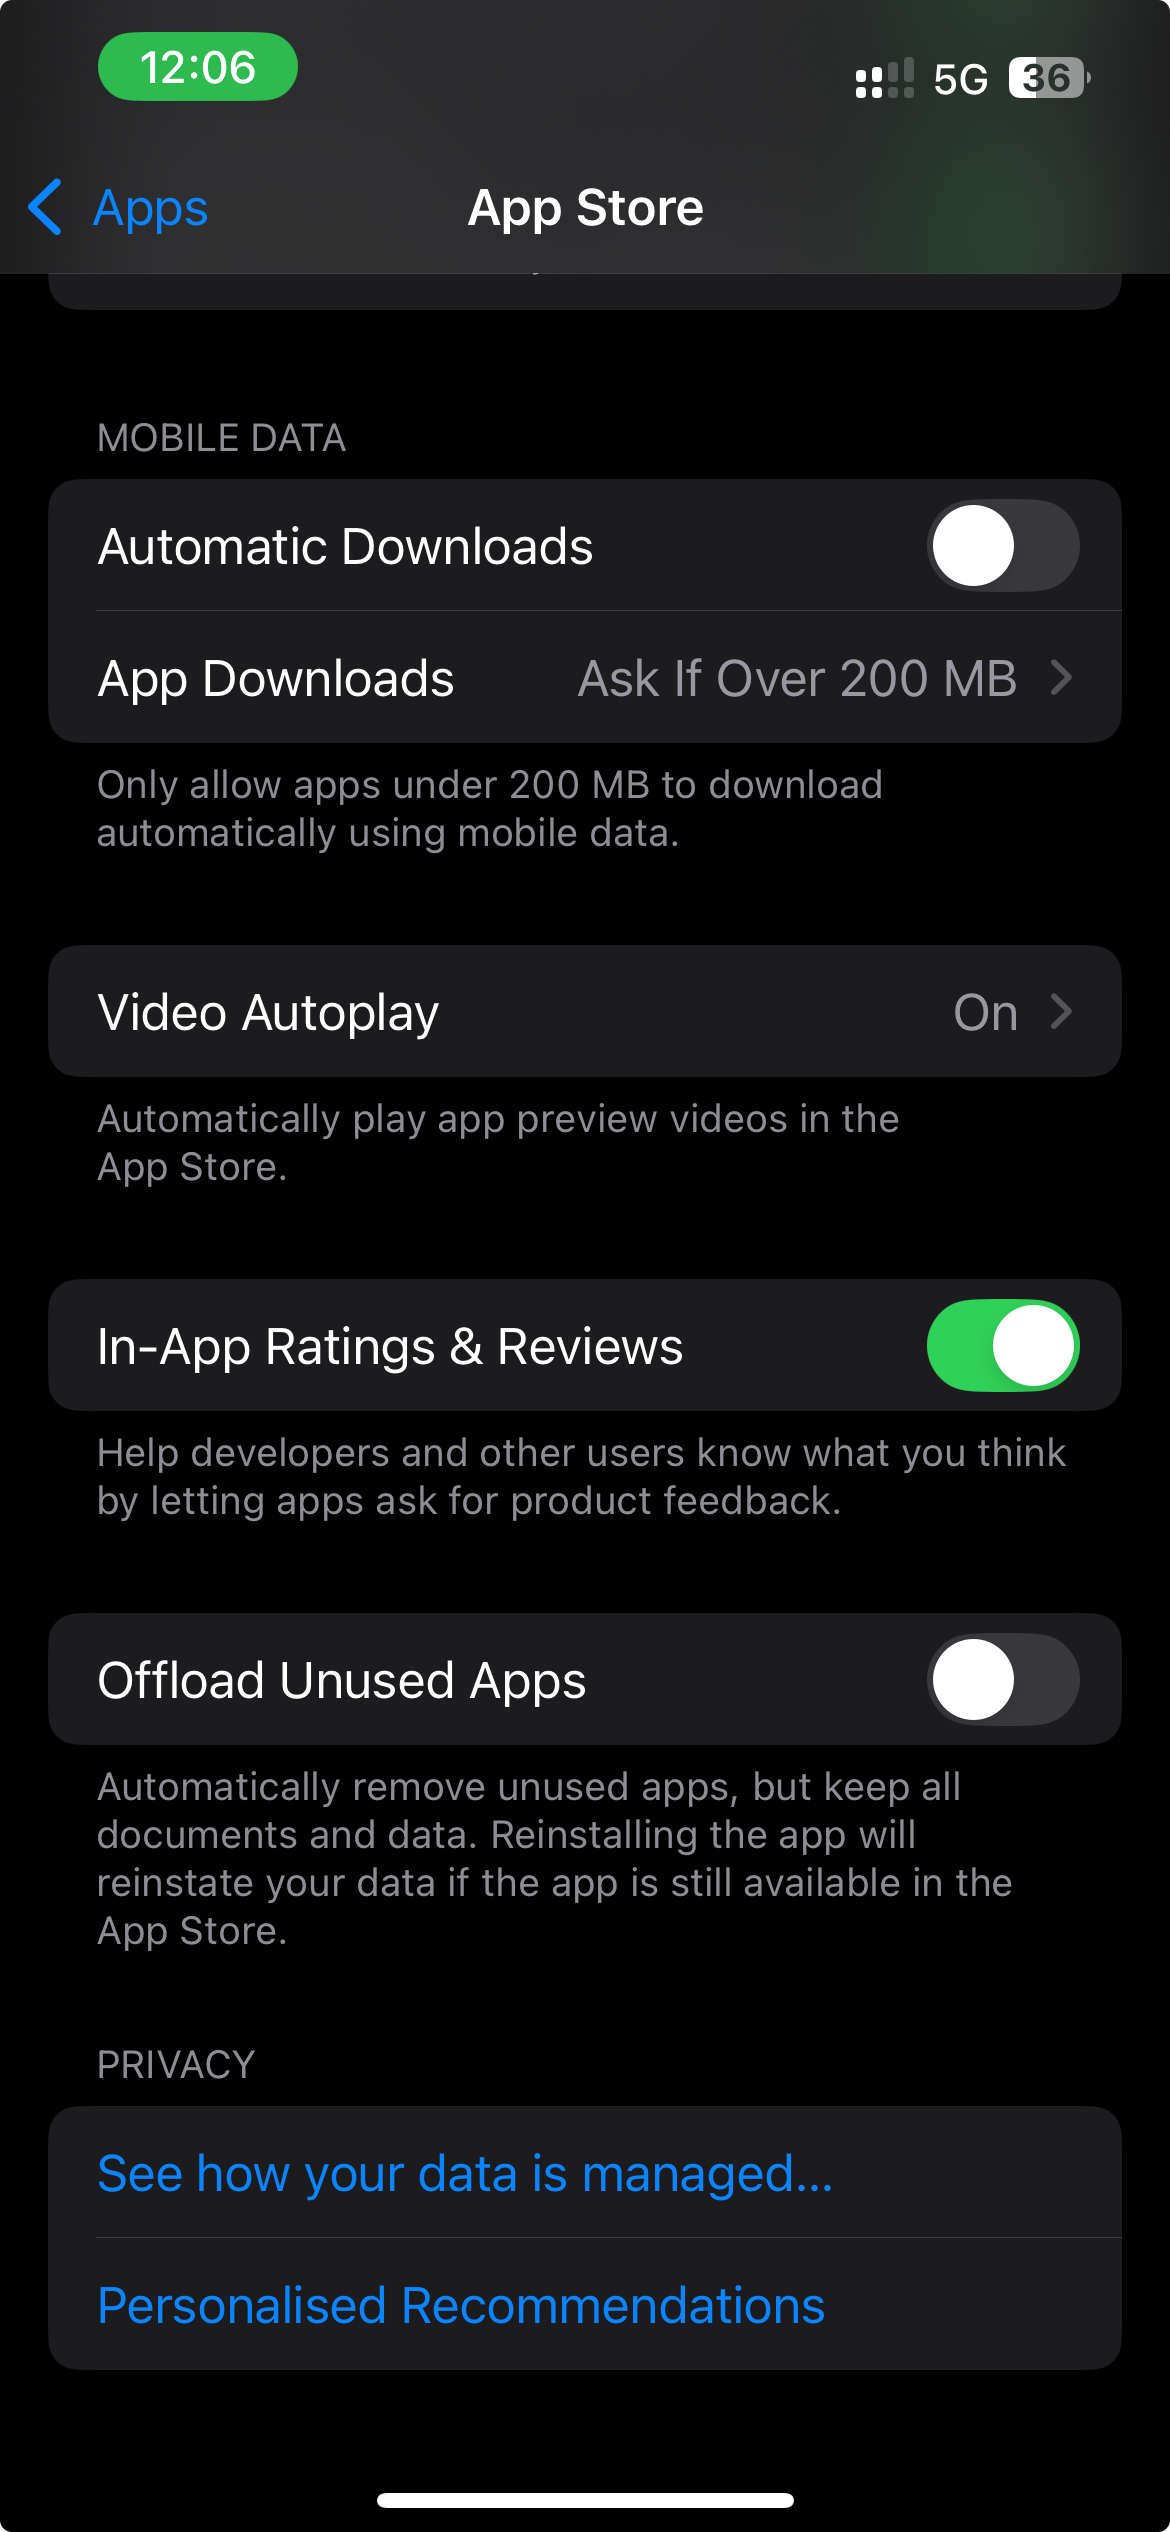 12:06
5G
36
Apps
App Store
MOBILE DATA
Automatic Downloads
App Downloads Ask If Over 200 MB
Only allow apps under 200 MB to download
automatically using mobile data.
Video Autoplay On
Automatically play app preview videos in the
App Store.
In-App Ratings & Reviews
Help developers and other users know what you think
by letting apps ask for product feedback.
Offload Unused Apps
Automatically remove unused apps, but keep all
documents and data. Reinstalling the app will
reinstate your data if the app is still available in the
App Store.
PRIVACY
See how your data is managed...
Personalised Recommendations